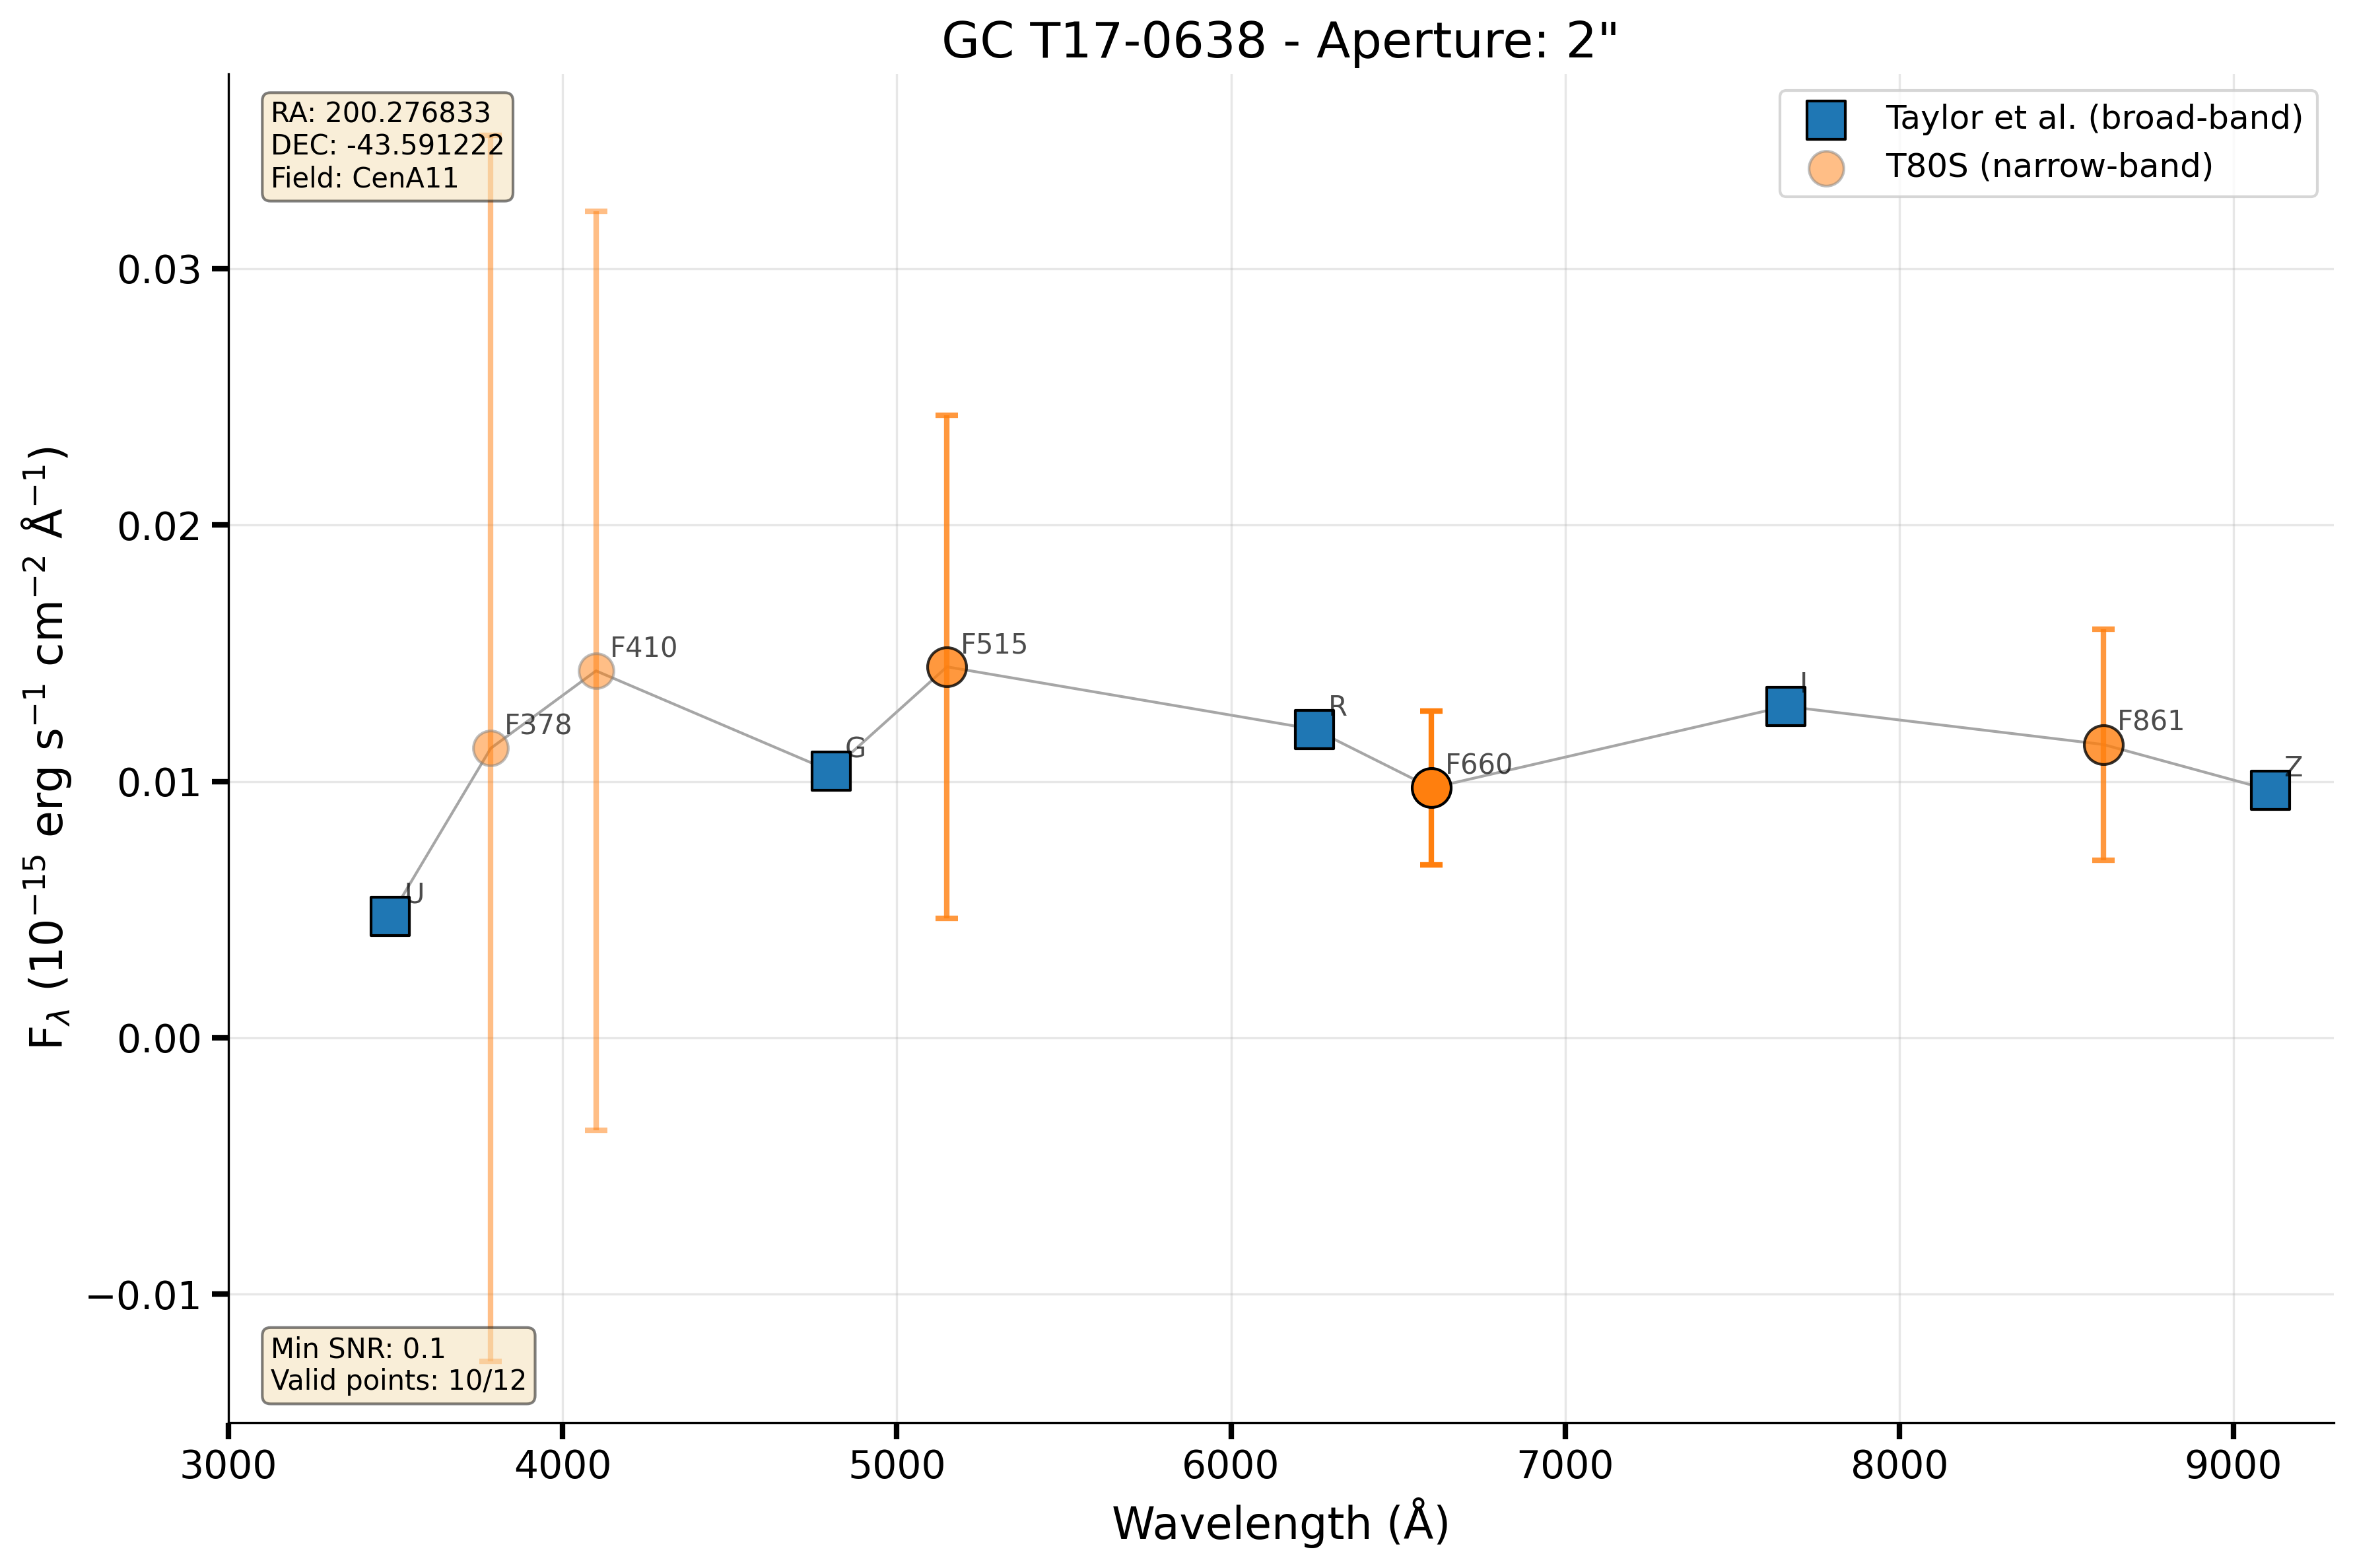 GC T17-0638 - Aperture: 2"
RA: 200.276833
DEC: -43.591222
Field: CenA11
Taylor et al. (broad-band)
T80S (narrow-band)
F_λ (10⁻¹⁵ erg s⁻¹ cm⁻² Å⁻¹)
0.03
0.02
0.01
0.00
−0.01
U
F378
F410
G
F515
R
F660
I
F861
Z
Min SNR: 0.1
Valid points: 10/12
3000 4000 5000 6000 7000 8000 9000
Wavelength (Å)